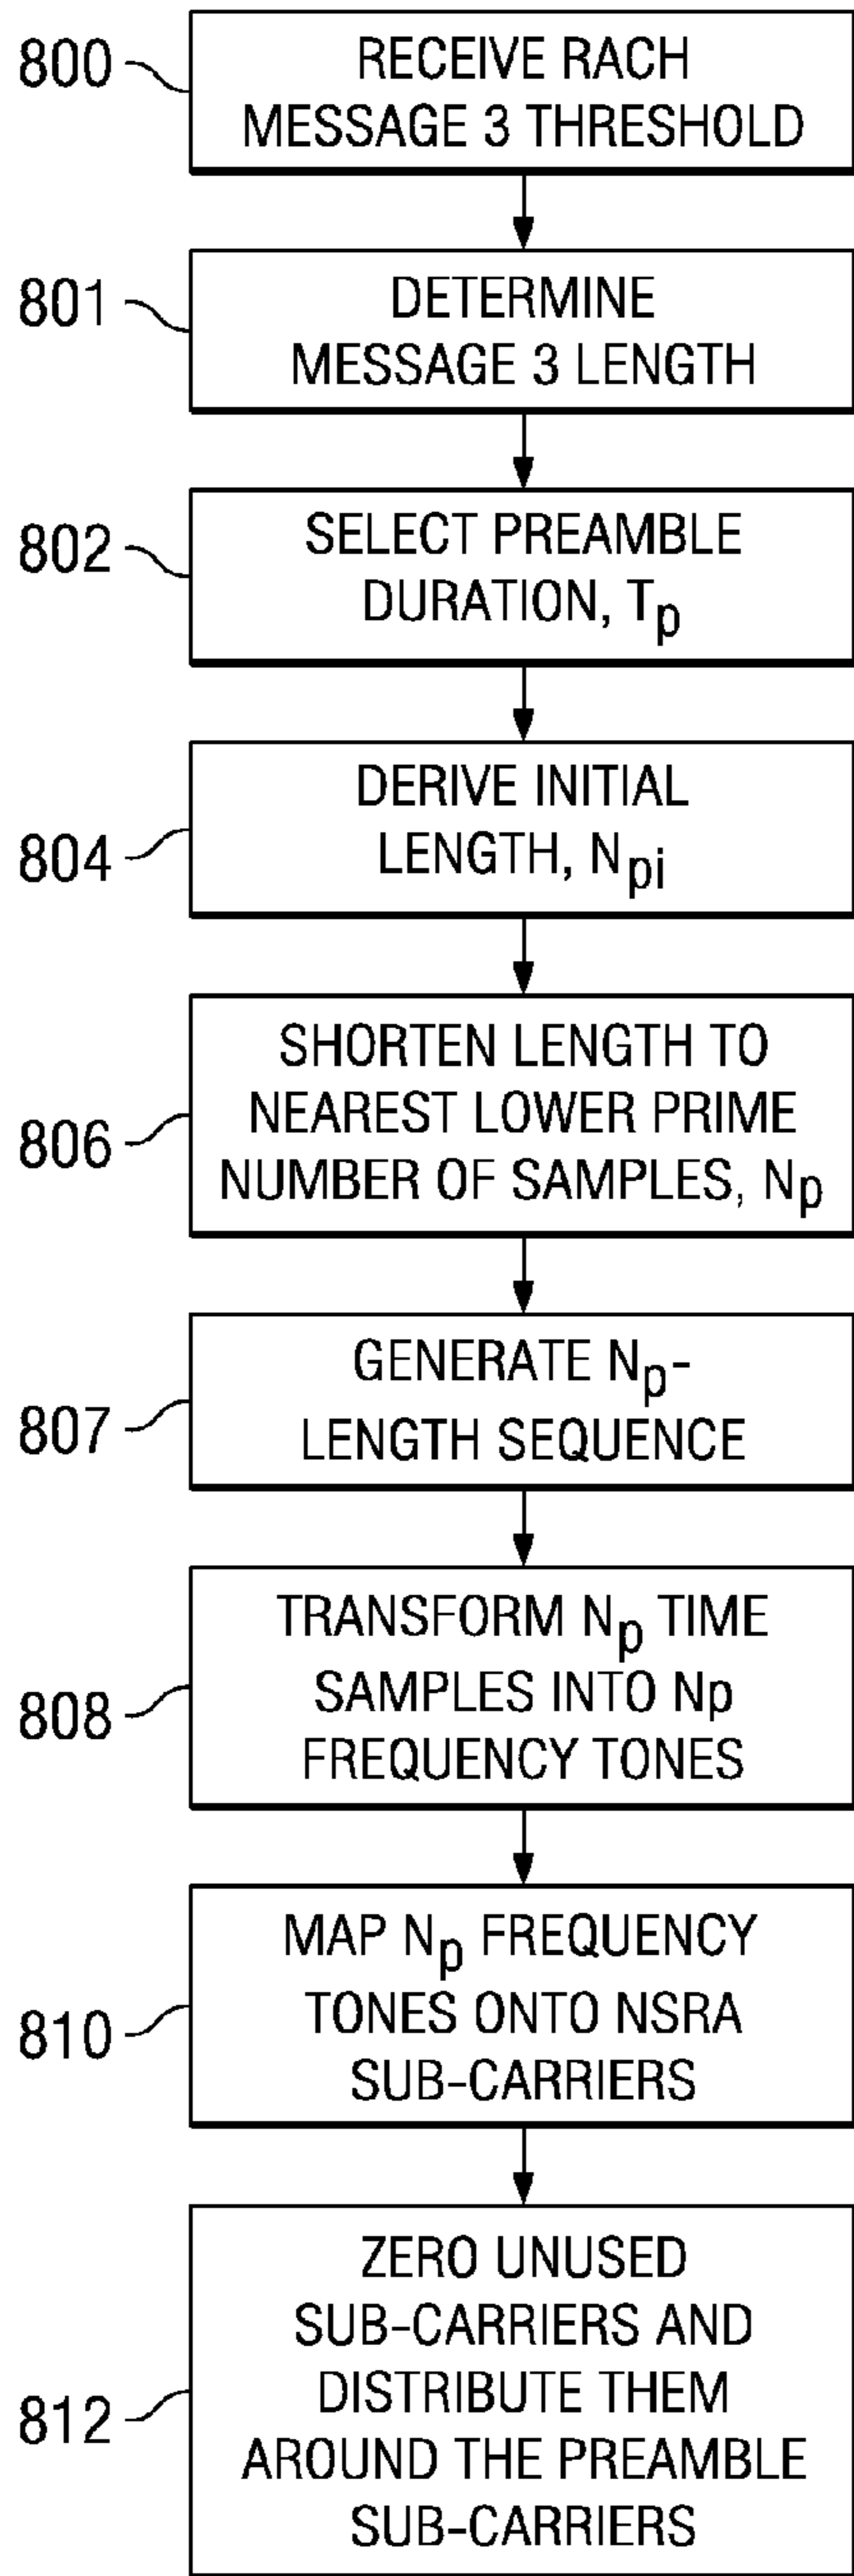 800
RECEIVE RACH
MESSAGE 3 THRESHOLD
801
DETERMINE
MESSAGE 3 LENGTH
802
SELECT PREAMBLE
DURATION, Tp
804
DERIVE INITIAL
LENGTH, Npi
806
SHORTEN LENGTH TO
NEAREST LOWER PRIME
NUMBER OF SAMPLES, Np
807
GENERATE Np-
LENGTH SEQUENCE
808
TRANSFORM Np TIME
SAMPLES INTO Np
FREQUENCY TONES
810
MAP Np FREQUENCY
TONES ONTO NSRA
SUB-CARRIERS
812
ZERO UNUSED
SUB-CARRIERS AND
DISTRIBUTE THEM
AROUND THE PREAMBLE
SUB-CARRIERS